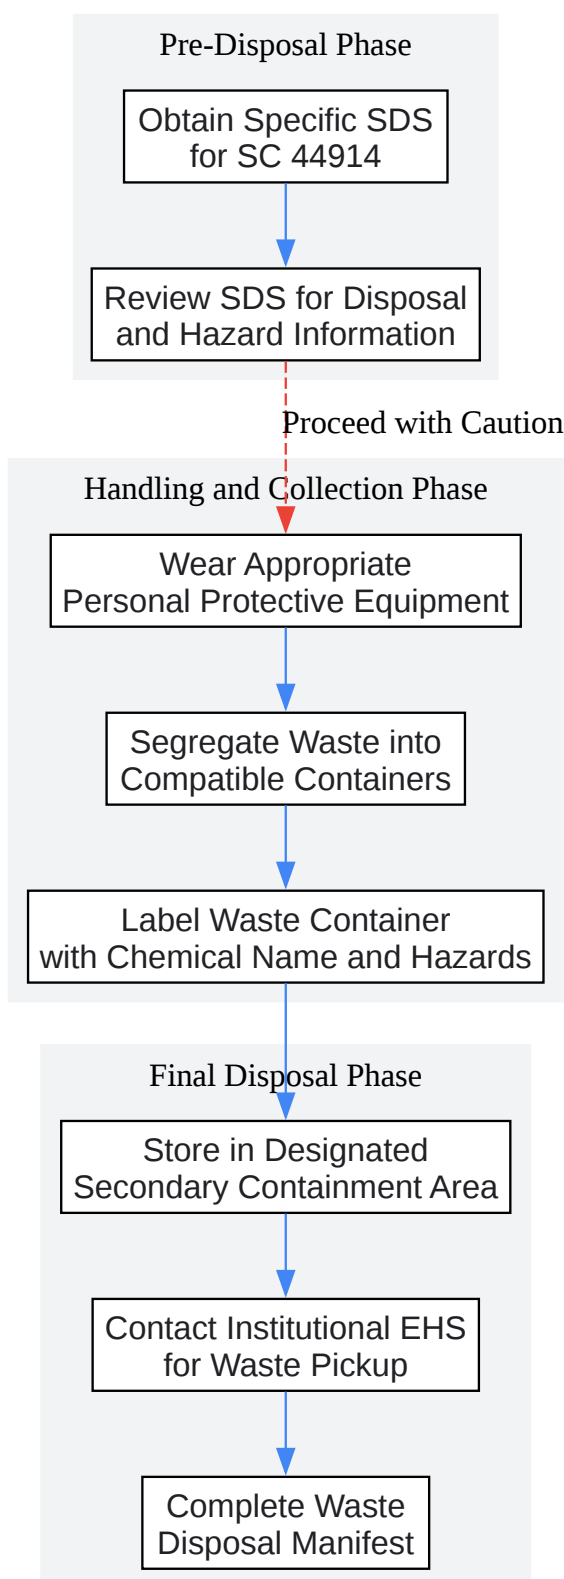 Pre-Disposal Phase
Obtain Specific SDS
for SC 44914
Review SDS for Disposal
and Hazard Information
Proceed with Caution
Handling and Collection Phase
Wear Appropriate
Personal Protective Equipment
Segregate Waste into
Compatible Containers
Label Waste Container
with Chemical Name and Hazards
Final Disposal Phase
Store in Designated
Secondary Containment Area
Contact Institutional EHS
for Waste Pickup
Complete Waste
Disposal Manifest